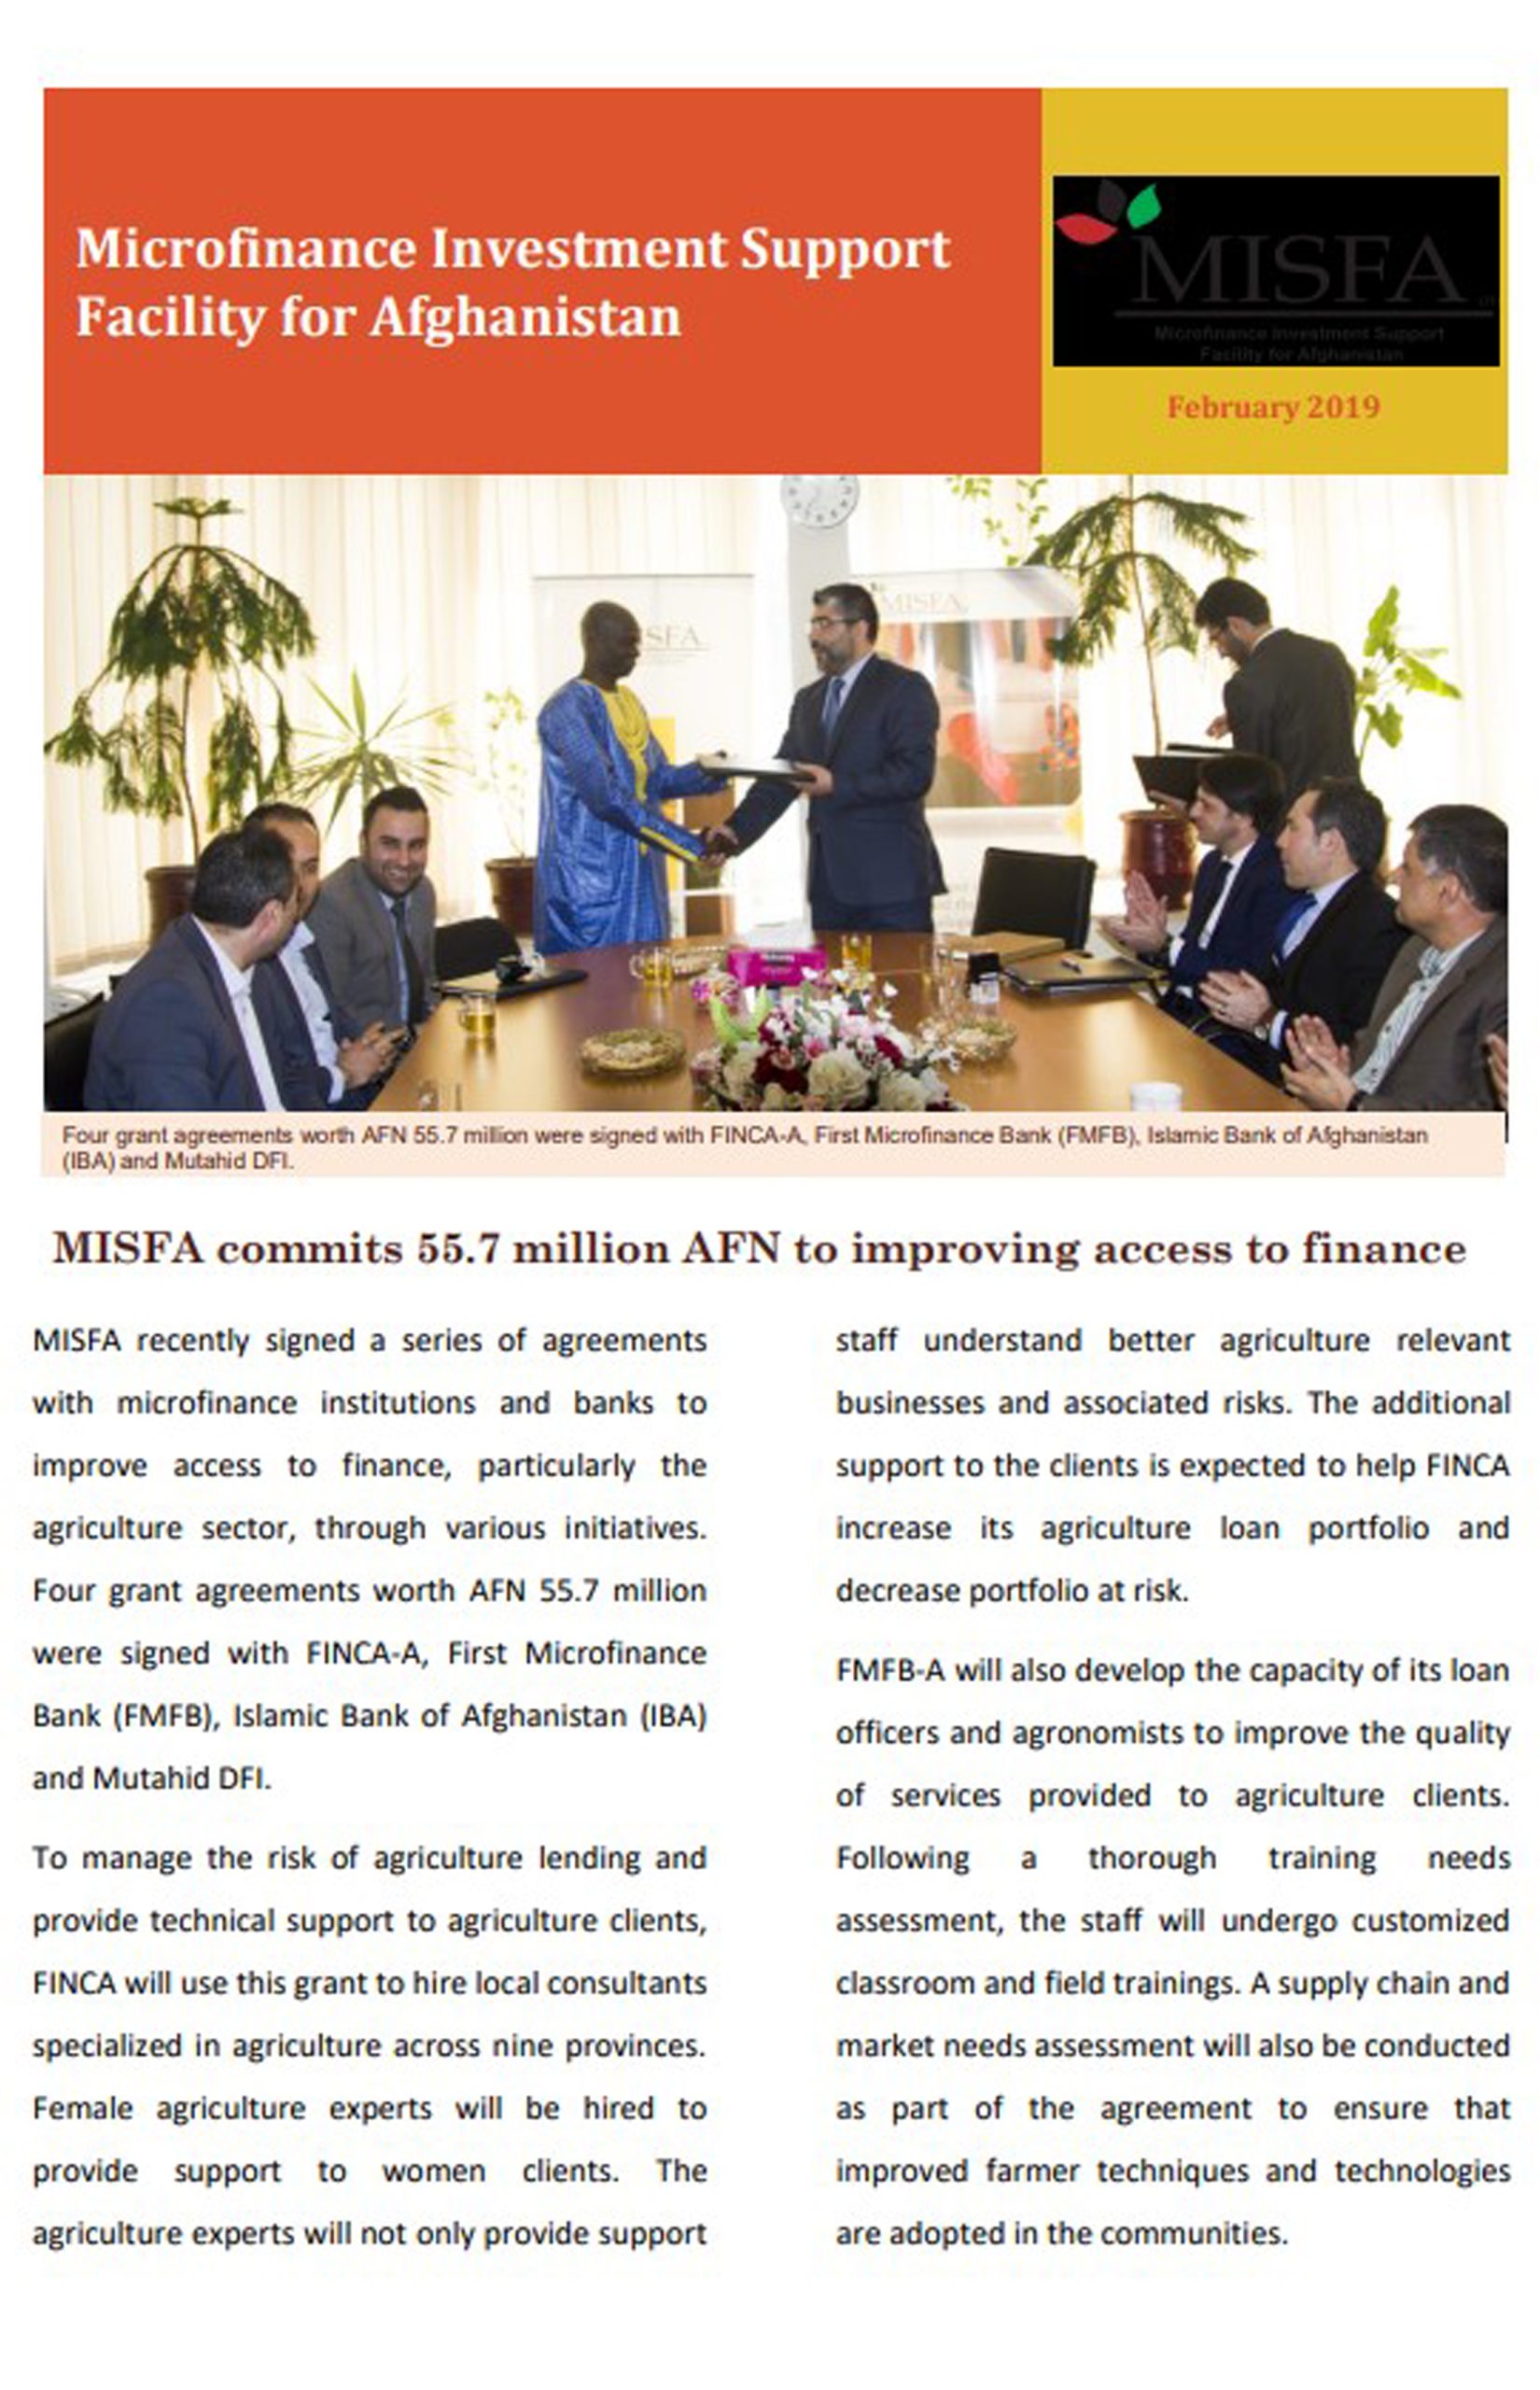 Microfinance Investment Support
Facility for Afghanistan
MISFA
Microfinance Investment Support
Facility for Afghanistan
February 2019
SFA
MISFA
Four grant agreements worth AFN 55.7 million were signed with FINCA-A, First Microfinance Bank (FMFB), Islamic Bank of Afghanistan
(IBA) and Mutahid DFI.
MISFA commits 55.7 million AFN to improving access to finance
MISFA recently signed a series of agreements
with microfinance institutions and banks to
improve access to finance, particularly the
agriculture sector, through various initiatives.
Four grant agreements worth AFN 55.7 million
were signed with FINCA-A, First Microfinance
Bank (FMFB), Islamic Bank of Afghanistan (IBA)
and Mutahid DFI.
To manage the risk of agriculture lending and
provide technical support to agriculture clients,
FINCA will use this grant to hire local consultants
specialized in agriculture across nine provinces.
Female agriculture experts will be hired to
provide support to women clients. The
agriculture experts will not only provide support
staff understand better agriculture relevant
businesses and associated risks. The additional
support to the clients is expected to help FINCA
increase its agriculture loan portfolio and
decrease portfolio at risk.
FMFB-A will also develop the capacity of its loan
officers and agronomists to improve the quality
of services provided to agriculture clients.
Following a thorough training needs
assessment, the staff will undergo customized
classroom and field trainings. A supply chain and
market needs assessment will also be conducted
as part of the agreement to ensure that
improved farmer techniques and technologies
are adopted in the communities.